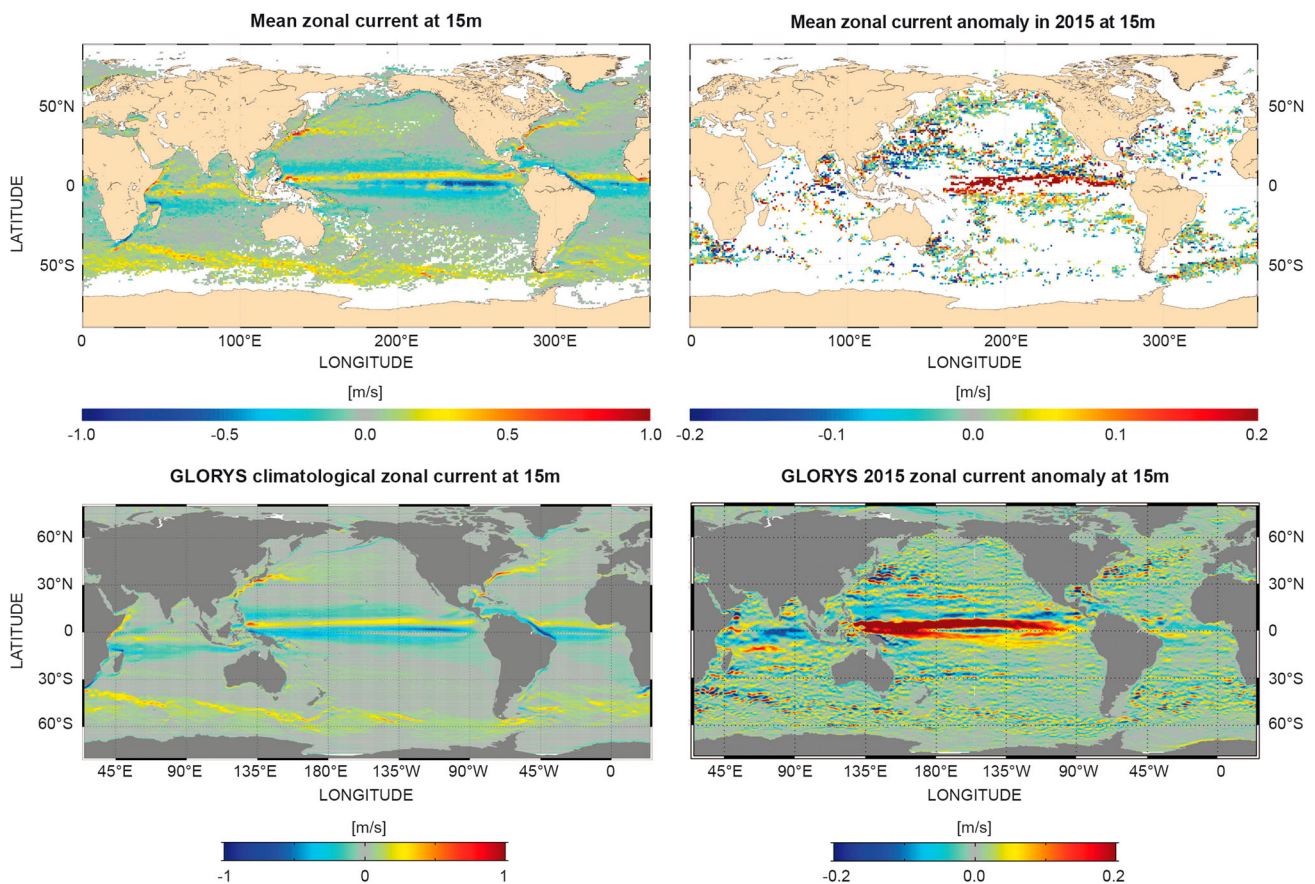 Mean zonal current at 15m
Mean zonal current anomaly in 2015 at 15m
LATITUDE
50°N
0
50°S
50°N
0
50°S
0
100°E
200°E
300°E
LONGITUDE
0
100°E
200°E
300°E
LONGITUDE
[m/s]
-1.0
-0.5
0.0
0.5
1.0
[m/s]
-0.2
-0.1
0.0
0.1
0.2
GLORYS climatological zonal current at 15m
GLORYS 2015 zonal current anomaly at 15m
LATITUDE
60°N
30°N
0
30°S
60°S
60°N
30°N
0
30°S
60°S
45°E
90°E
135°E
180°E
135°W
90°W
45°W
0
LONGITUDE
45°E
90°E
135°E
180°E
135°W
90°W
45°W
0
LONGITUDE
[m/s]
-1
0
1
[m/s]
-0.2
0.0
0.2